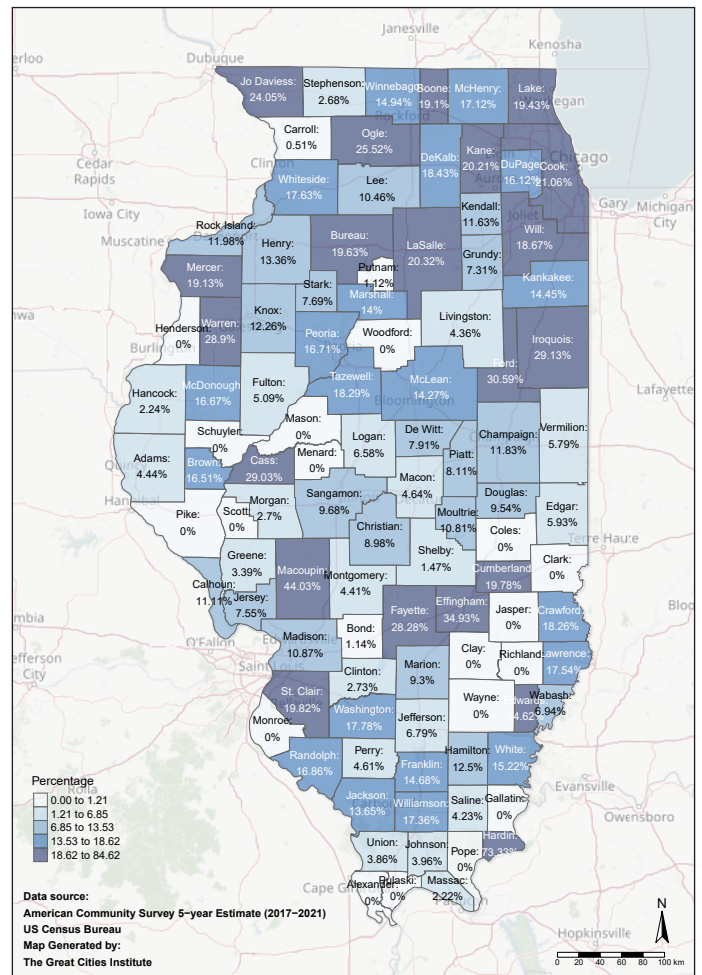 Janesville
Dubuque
Kenosha
Jo Daviess:
24.05%
Stephenson:
2.68%
Winnebago:
14.94%
Boone:
19.1%
McHenry:
17.12%
Lake:
19.43%
Rockford
Carroll:
0.51%
Ogle:
25.52%
DeKalb:
18.43%
Kane:
20.21%
DuPage:
16.12%
Cook:
21.06%
Chicago
Cedar
Rapids
Clinton
Whiteside:
17.63%
Lee:
10.46%
Kendall:
11.63%
Joliet
Will:
18.67%
Gary
Michigan
City
Iowa City
Muscatine
Rock Island:
11.98%
Henry:
13.36%
Bureau:
19.63%
LaSalle:
20.32%
Grundy:
7.31%
Kankakee:
14.45%
Mercer:
19.13%
Putnam:
1.12%
Stark:
7.69%
Marshall:
14%
Livingston:
4.36%
Iroquois:
29.13%
Henderson:
0%
Warren:
28.9%
Knox:
12.26%
Peoria:
16.71%
Woodford:
0%
Burlington
Ford:
30.59%
Lafayette
Hancock:
2.24%
McDonough:
16.67%
Fulton:
5.09%
Tazewell:
18.29%
McLean:
14.27%
Bloomington
Mason:
0%
Schuyler:
0%
Logan:
6.58%
De Witt:
7.91%
Champaign:
11.83%
Vermilion:
5.79%
Adams:
4.44%
Brown:
16.51%
Cass:
29.03%
Menard:
0%
Piatt:
8.11%
Macon:
4.64%
Hannibal
Pike:
0%
Scott:
0%
Morgan:
2.7%
Sangamon:
9.68%
Christian:
8.98%
Moultrie:
10.81%
Douglas:
9.54%
Edgar:
5.93%
Coles:
0%
Terre Haute
Greene:
3.39%
Macoupin:
44.03%
Montgomery:
4.41%
Shelby:
1.47%
Cumberland:
19.78%
Clark:
0%
Calhoun:
11.11%
Jersey:
7.55%
Fayette:
28.28%
Effingham:
34.93%
Jasper:
0%
Crawford:
18.26%
O'Fallon
Madison:
10.87%
Bond:
1.14%
Clay:
0%
Richland:
0%
Lawrence:
17.54%
Jefferson
City
Saint Louis
Clinton:
2.73%
Marion:
9.3%
St. Clair:
19.82%
Washington:
17.78%
Wayne:
0%
Wabash:
6.94%
Monroe:
0%
Jefferson:
6.79%
Randolph:
16.86%
Perry:
4.61%
Franklin:
14.68%
Hamilton:
12.5%
White:
15.22%
Evansville
Owensboro
Jackson:
13.65%
Williamson:
17.36%
Saline:
4.23%
Gallatin:
0%
Union:
3.86%
Johnson:
3.96%
Pope:
0%
Hardin:
73.33%
Alexander:
0%
Pulaski:
0%
Massac:
2.22%
Hopkinsville
Rolla
Percentage
0.00 to 1.21
1.21 to 6.85
6.85 to 13.53
13.53 to 18.62
18.62 to 84.62
Data source:
American Community Survey 5−year Estimate (2017−2021)
US Census Bureau
Map Generated by:
The Great Cities Institute
N
0 20 40 60 80 100 km